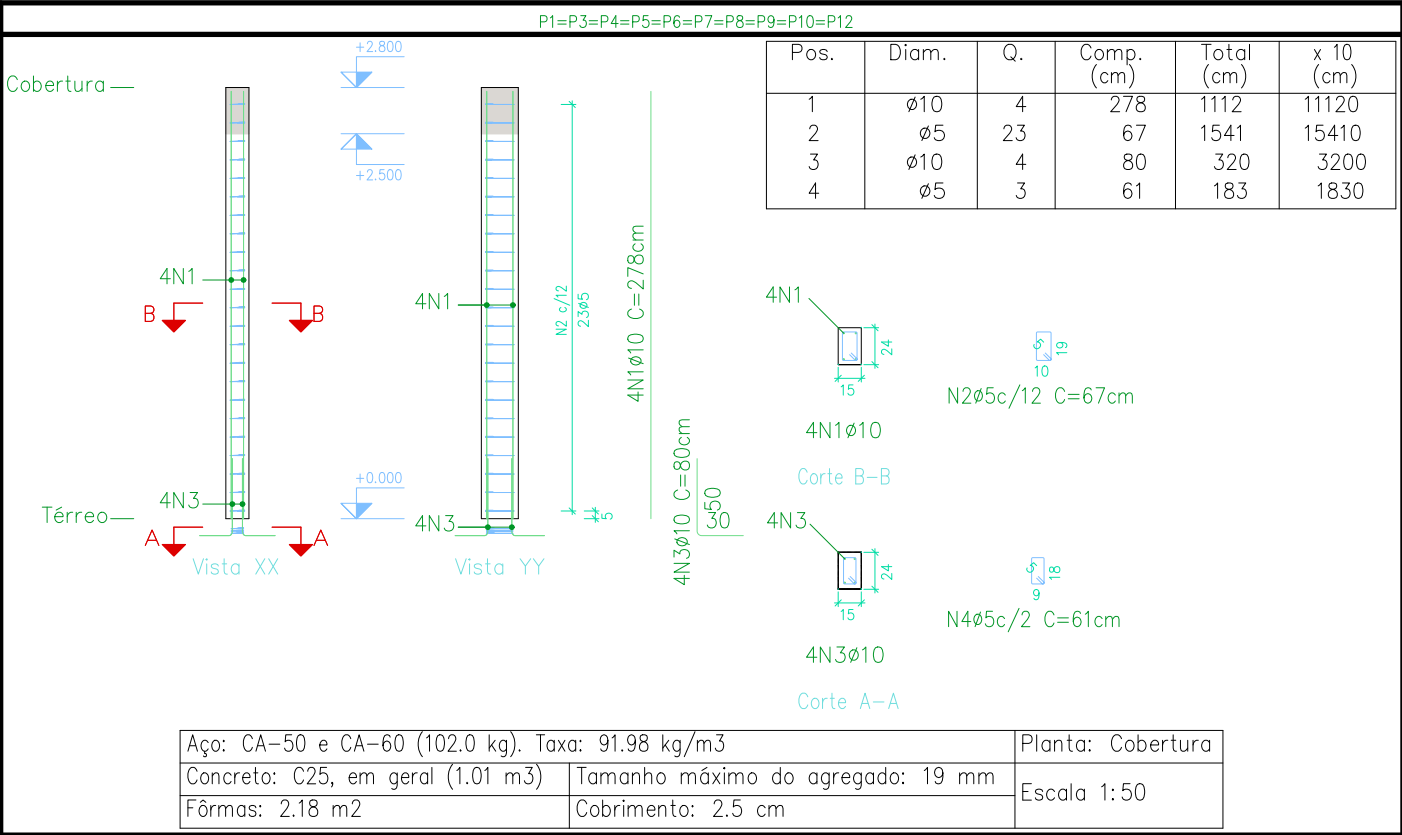 P1=P3=P4=P5=P6=P7=P8=P9=P10=P12
Cobertura
+2.800
+2.500
4N1
B B
+0.000
4N3
Térreo
A A
Vista XX
4N1
N2 c/12
23ø5
5
4N3
Vista YY
4N1ø10 C=278cm
4N3ø10 C=80cm
50
30
Pos. Diam. Q. Comp. (cm) Total (cm) x 10 (cm)
1 ø10 4 278 1112 11120
2 ø5 23 67 1541 15410
3 ø10 4 80 320 3200
4 ø5 3 61 183 1830
4N1
24
15
4N1ø10
Corte B-B
5
19
10
N2ø5c/12 C=67cm
4N3
24
15
4N3ø10
Corte A-A
5
18
9
N4ø5c/2 C=61cm
Aço: CA-50 e CA-60 (102.0 kg). Taxa: 91.98 kg/m3
Planta: Cobertura
Concreto: C25, em geral (1.01 m3)
Tamanho máximo do agregado: 19 mm
Escala 1:50
Fôrmas: 2.18 m2
Cobrimento: 2.5 cm